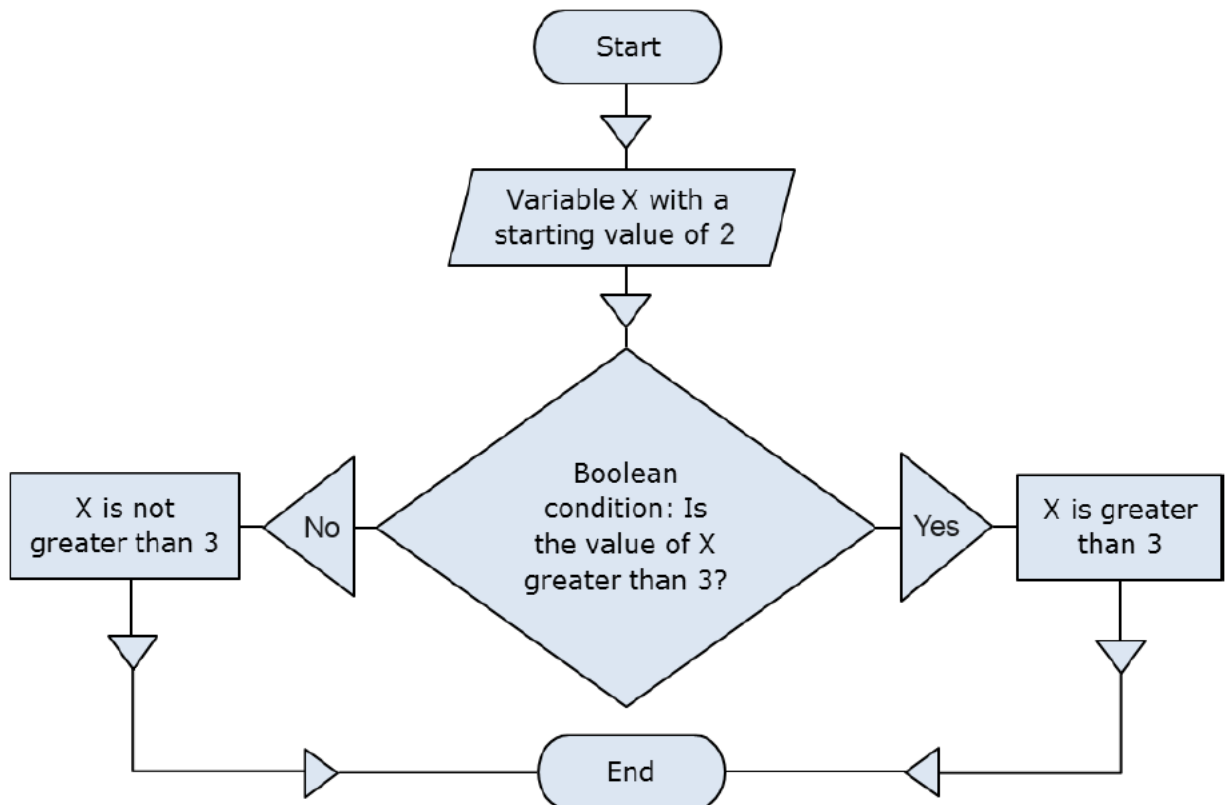 Start
Variable X with a
starting value of 2
Boolean
condition: Is
the value of X
greater than 3?
No
X is not
greater than 3
Yes
X is greater
than 3
End